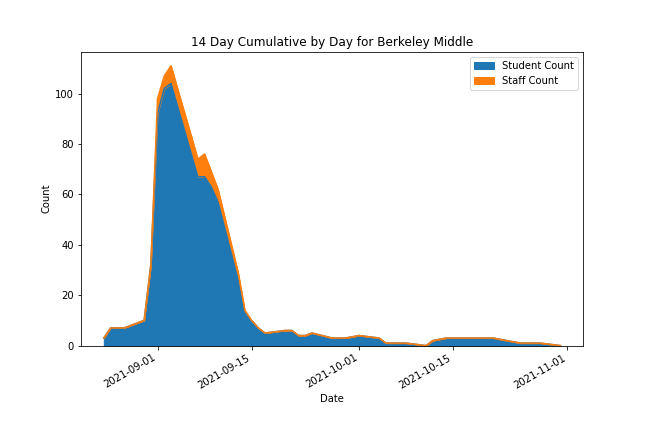 14 Day Cumulative by Day for Berkeley Middle
Student Count
Staff Count
100
80
60
40
20
0
Count
2021-09-01
2021-09-15
2021-10-01
2021-10-15
2021-11-01
Date